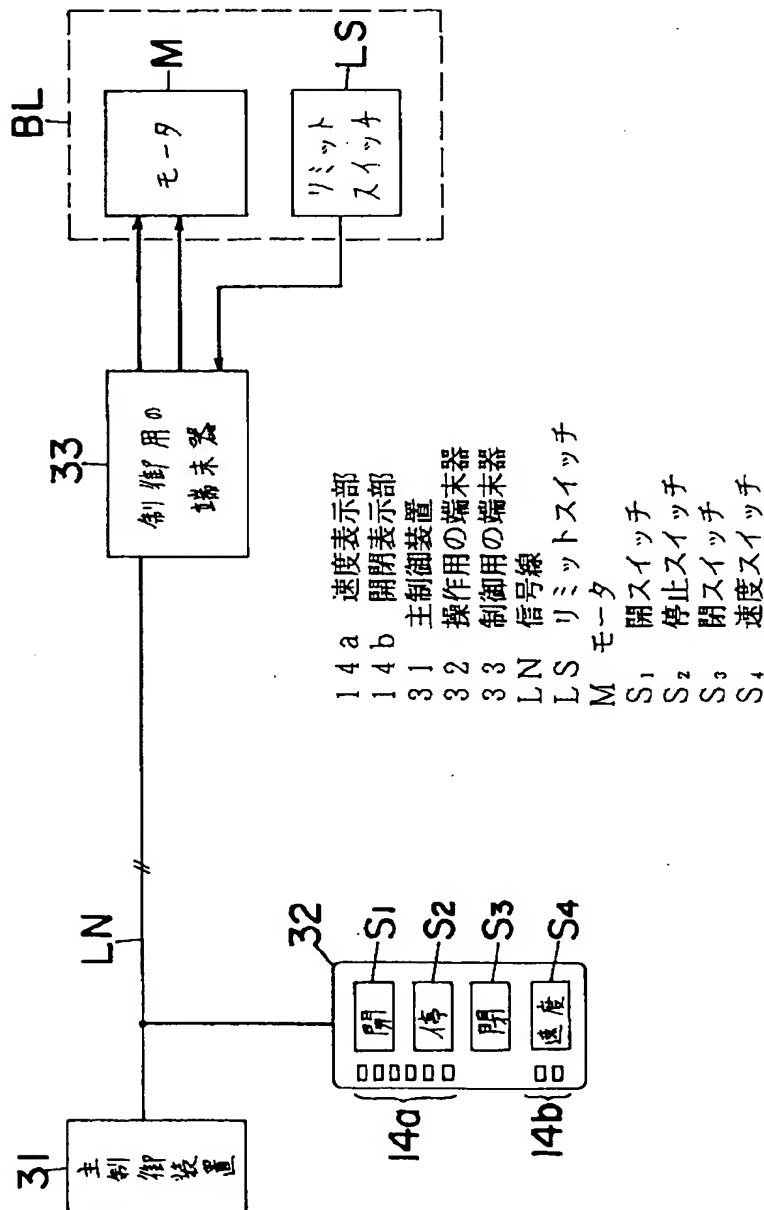 31
主制御装置
LN
32
開
S1
停
S2
閉
S3
速度
S4
14a
14b
33
制御用の
端末器
BL
モータ
M
リミット
スイッチ
LS
14a 速度表示部
14b 開閉表示部
31 主制御装置
32 操作用の端末器
33 制御用の端末器
LN 信号線
LS リミットスイッチ
M モータ
S₁ 開スイッチ
S₂ 停止スイッチ
S₃ 閉スイッチ
S₄ 速度スイッチ